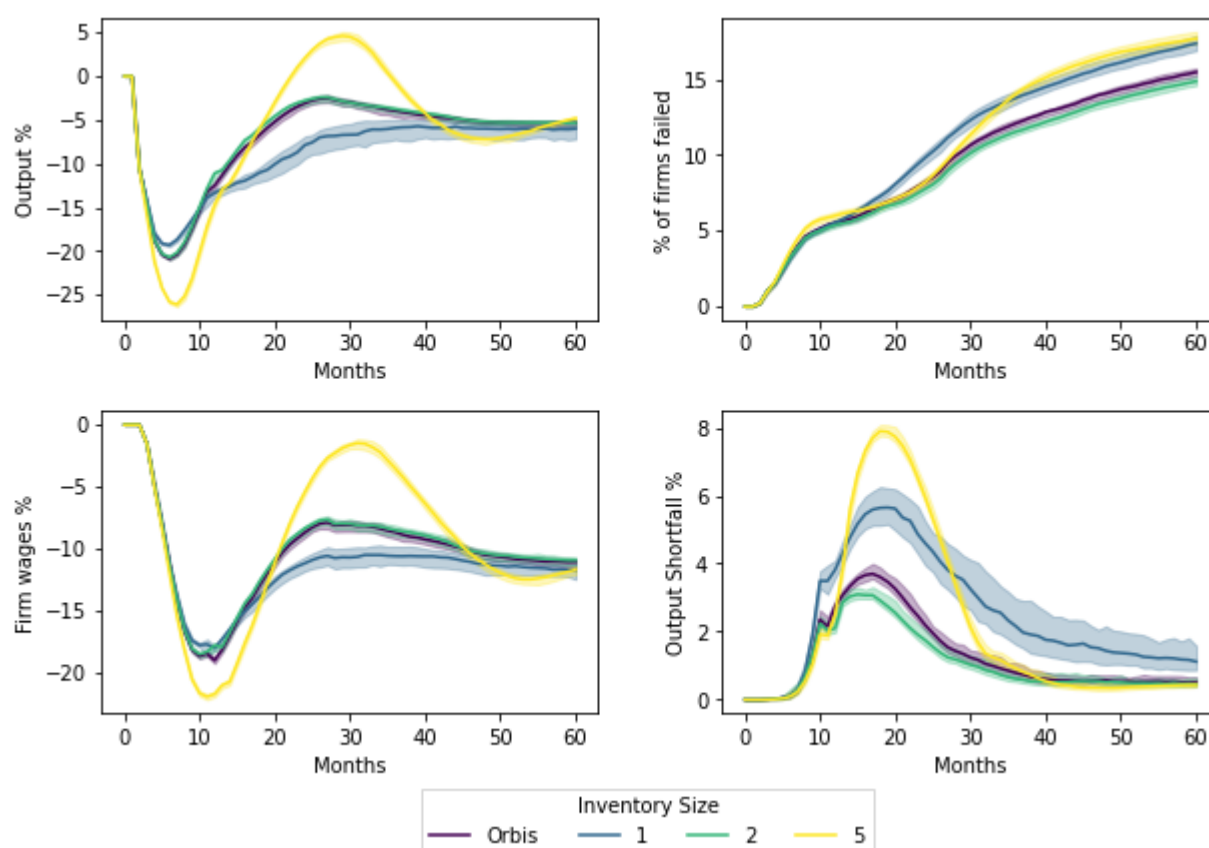 Output %
5
0
−5
−10
−15
−20
−25
0 10 20 30 40 50 60
Months
% of firms failed
15
10
5
0
0 10 20 30 40 50 60
Months
Firm wages %
0
−5
−10
−15
−20
0 10 20 30 40 50 60
Months
Output Shortfall %
8
6
4
2
0
0 10 20 30 40 50 60
Months
Inventory Size
Orbis 1 2 5